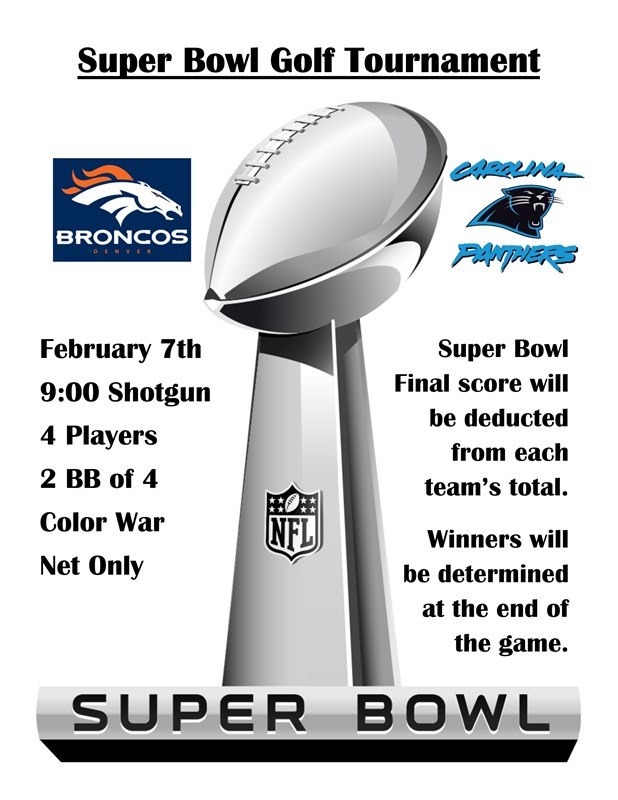 Super Bowl Golf Tournament
BRONCOS
DENVER
CAROLINA
PANTHERS
February 7th
9:00 Shotgun
4 Players
2 BB of 4
Color War
Net Only
Super Bowl
Final score will
be deducted
from each
team's total.
Winners will
be determined
at the end of
the game.
NFL
SUPER BOWL